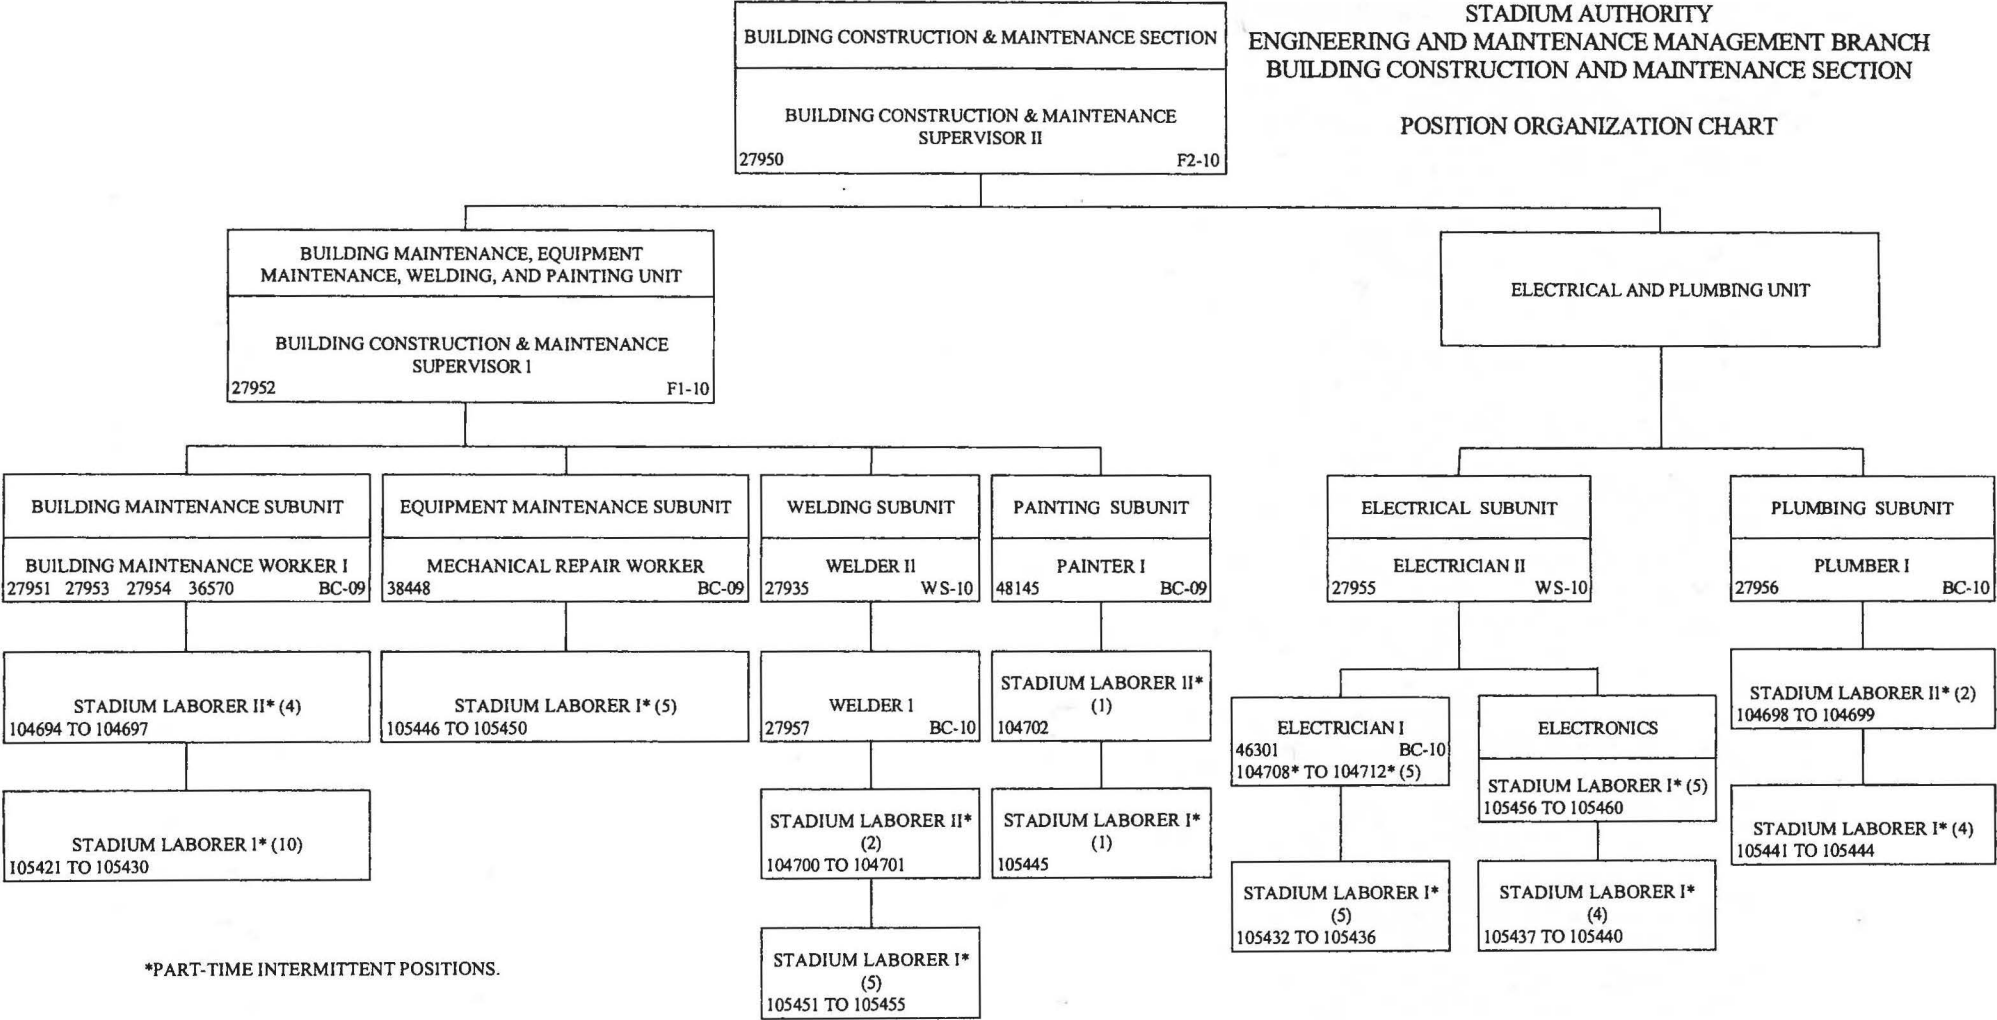 STADIUM AUTHORITY
ENGINEERING AND MAINTENANCE MANAGEMENT BRANCH
BUILDING CONSTRUCTION AND MAINTENANCE SECTION
POSITION ORGANIZATION CHART
BUILDING CONSTRUCTION & MAINTENANCE SECTION
BUILDING CONSTRUCTION & MAINTENANCE
SUPERVISOR II
27950 F2-10
BUILDING MAINTENANCE, EQUIPMENT
MAINTENANCE, WELDING, AND PAINTING UNIT
BUILDING CONSTRUCTION & MAINTENANCE
SUPERVISOR I
27952 F1-10
ELECTRICAL AND PLUMBING UNIT
BUILDING MAINTENANCE SUBUNIT
BUILDING MAINTENANCE WORKER I
27951 27953 27954 36570 BC-09
STADIUM LABORER II* (4)
104694 TO 104697
STADIUM LABORER I* (10)
105421 TO 105430
EQUIPMENT MAINTENANCE SUBUNIT
MECHANICAL REPAIR WORKER
38448 BC-09
STADIUM LABORER I* (5)
105446 TO 105450
WELDING SUBUNIT
WELDER II
27935 WS-10
WELDER I
27957 BC-10
STADIUM LABORER II*
(2)
104700 TO 104701
STADIUM LABORER I*
(5)
105451 TO 105455
PAINTING SUBUNIT
PAINTER I
48145 BC-09
STADIUM LABORER II*
(1)
104702
STADIUM LABORER I*
(1)
105445
ELECTRICAL SUBUNIT
ELECTRICIAN II
27955 WS-10
ELECTRICIAN I
46301 BC-10
104708* TO 104712* (5)
STADIUM LABORER I*
(5)
105432 TO 105436
ELECTRONICS
STADIUM LABORER I* (5)
105456 TO 105460
STADIUM LABORER I*
(4)
105437 TO 105440
PLUMBING SUBUNIT
PLUMBER I
27956 BC-10
STADIUM LABORER II* (2)
104698 TO 104699
STADIUM LABORER I* (4)
105441 TO 105444
*PART-TIME INTERMITTENT POSITIONS.